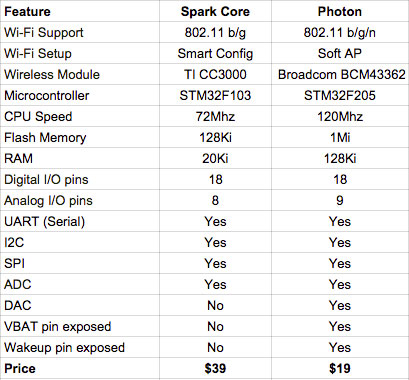 Feature Spark Core Photon
Wi-Fi Support 802.11 b/g 802.11 b/g/n
Wi-Fi Setup Smart Config Soft AP
Wireless Module TI CC3000 Broadcom BCM43362
Microcontroller STM32F103 STM32F205
CPU Speed 72Mhz 120Mhz
Flash Memory 128Ki 1Mi
RAM 20Ki 128Ki
Digital I/O pins 18 18
Analog I/O pins 8 9
UART (Serial) Yes Yes
I2C Yes Yes
SPI Yes Yes
ADC Yes Yes
DAC No Yes
VBAT pin exposed No Yes
Wakeup pin exposed No Yes
Price $39 $19